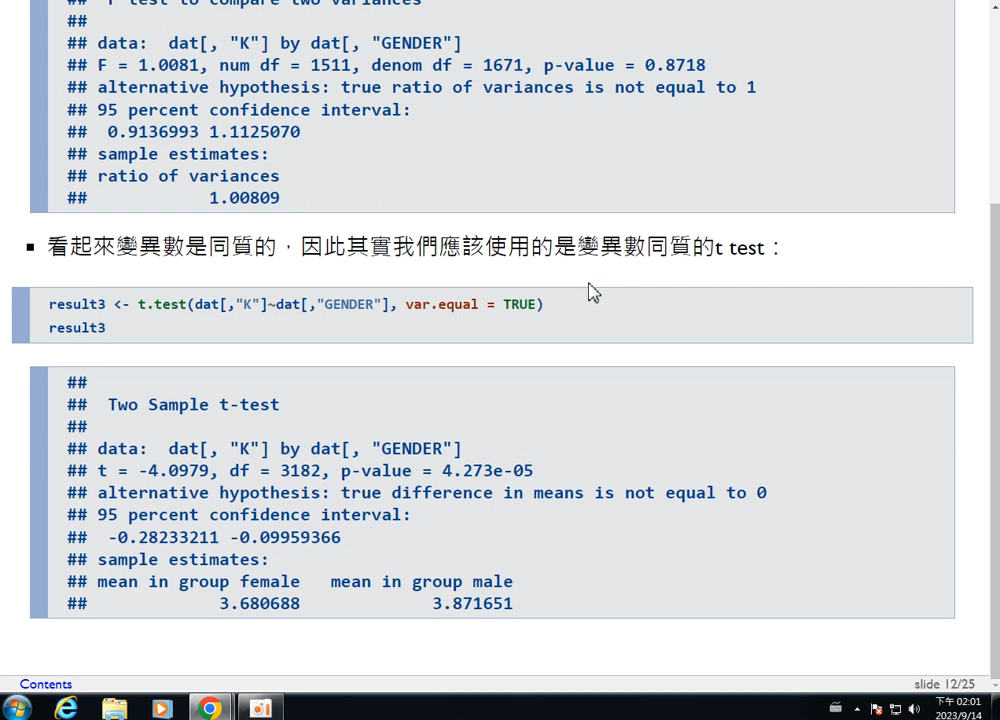 ##  F test to compare two variances
##
## data:  dat[, "K"] by dat[, "GENDER"]
## F = 1.0081, num df = 1511, denom df = 1671, p-value = 0.8718
## alternative hypothesis: true ratio of variances is not equal to 1
## 95 percent confidence interval:
##  0.9136993 1.1125070
## sample estimates:
## ratio of variances
##            1.00809
看起來變異數是同質的，因此其實我們應該使用的是變異數同質的t test：
result3 <- t.test(dat[,"K"]~dat[,"GENDER"], var.equal = TRUE)
result3
##
##  Two Sample t-test
##
## data:  dat[, "K"] by dat[, "GENDER"]
## t = -4.0979, df = 3182, p-value = 4.273e-05
## alternative hypothesis: true difference in means is not equal to 0
## 95 percent confidence interval:
##  -0.28233211 -0.09959366
## sample estimates:
## mean in group female   mean in group male
##             3.680688             3.871651
Contents
slide 12/25
下午 02:01
2023/9/14